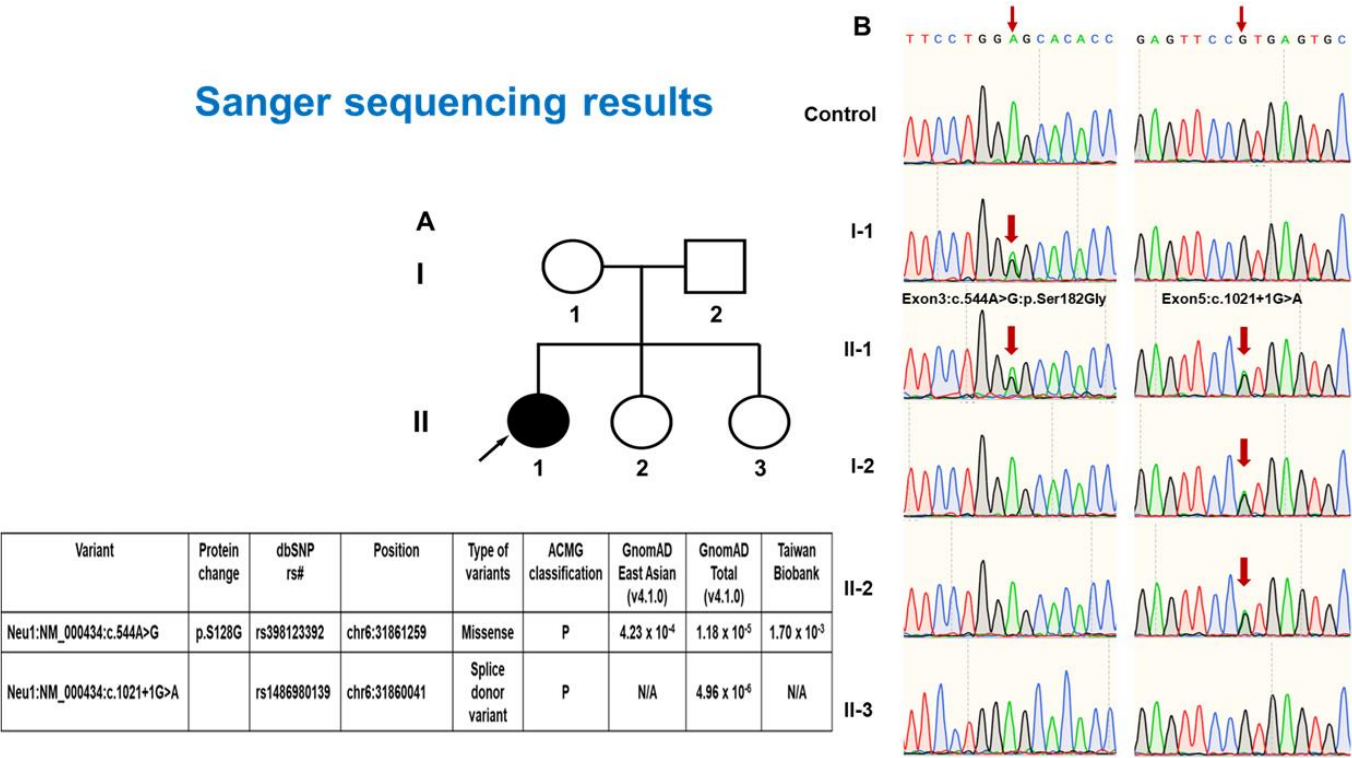 Sanger sequencing results
A
I
1
2
II
1
2
3
Variant
Protein
change
dbSNP
rs#
Position
Type of
variants
ACMG
classification
GnomAD
East Asian
(v4.1.0)
GnomAD
Total
(v4.1.0)
Taiwan
Biobank
Neu1:NM_000434:c.544A>G
p.S128G
rs398123392
chr6:31861259
Missense
P
4.23 x 10⁻⁴
1.18 x 10⁻⁵
1.70 x 10⁻³
Neu1:NM_000434:c.1021+1G>A
rs1486980139
chr6:31860041
Splice
donor
variant
P
N/A
4.96 x 10⁻⁶
N/A
B
T T C C T G G A G C A C A C C
G A G T T C C G T G A G T G C
Control
I-1
Exon3:c.544A>G:p.Ser182Gly
Exon5:c.1021+1G>A
II-1
I-2
II-2
II-3